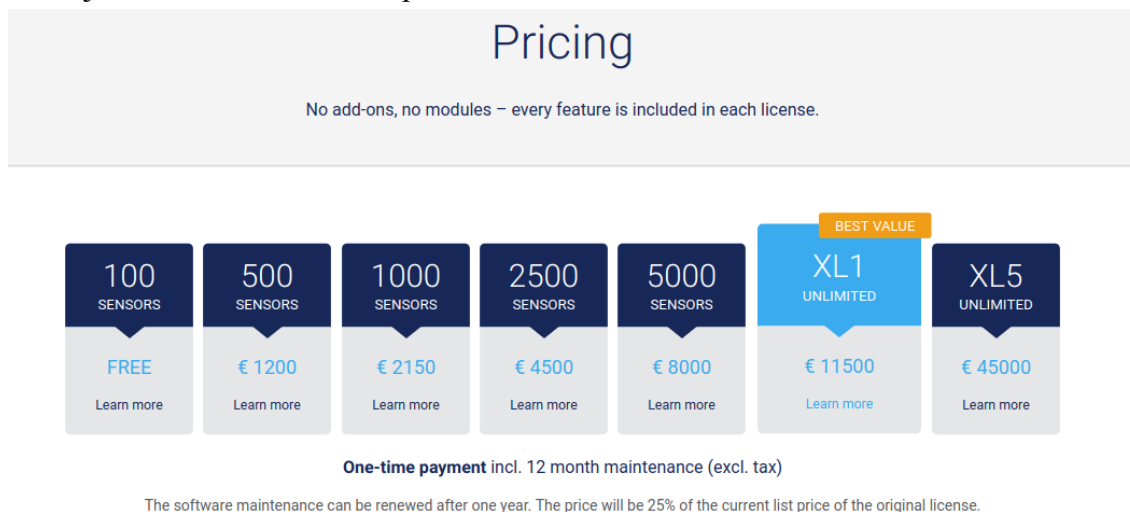 Pricing
No add-ons, no modules – every feature is included in each license.
BEST VALUE
100
SENSORS
FREE
Learn more
500
SENSORS
€ 1200
Learn more
1000
SENSORS
€ 2150
Learn more
2500
SENSORS
€ 4500
Learn more
5000
SENSORS
€ 8000
Learn more
XL1
UNLIMITED
€ 11500
Learn more
XL5
UNLIMITED
€ 45000
Learn more
One-time payment incl. 12 month maintenance (excl. tax)
The software maintenance can be renewed after one year. The price will be 25% of the current list price of the original license.